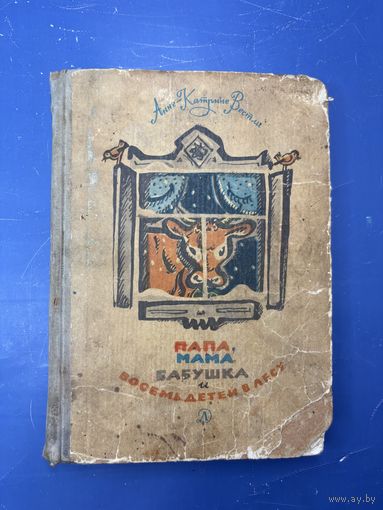 Анне-Катрине Вестли
ПАПА,
МАМА
БАБУШКА
и
ВОСЕМЬ ДЕТЕЙ В ЛЕСУ
Д
www.ay.by